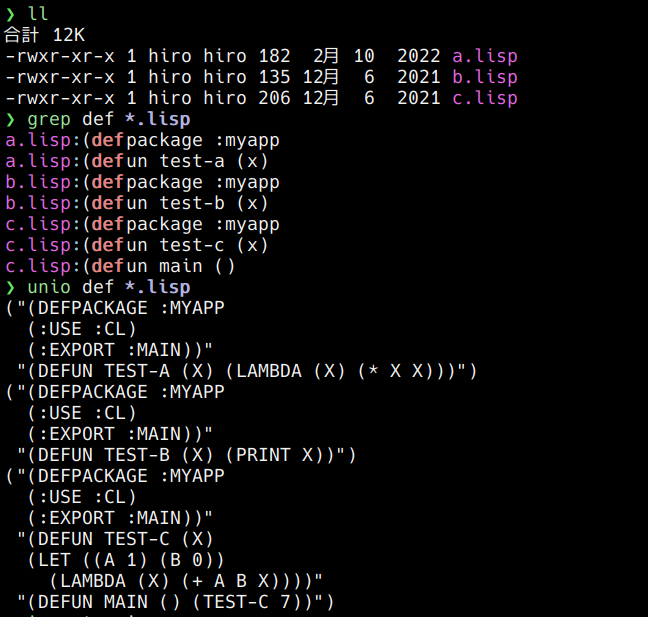 ❯ ll
合計 12K
-rwxr-xr-x 1 hiro hiro 182  2月 10  2022 a.lisp
-rwxr-xr-x 1 hiro hiro 135 12月  6  2021 b.lisp
-rwxr-xr-x 1 hiro hiro 206 12月  6  2021 c.lisp
❯ grep def *.lisp
a.lisp:(defpackage :myapp
a.lisp:(defun test-a (x)
b.lisp:(defpackage :myapp
b.lisp:(defun test-b (x)
c.lisp:(defpackage :myapp
c.lisp:(defun test-c (x)
c.lisp:(defun main ()
❯ unio def *.lisp
("(DEFPACKAGE :MYAPP
  (:USE :CL)
  (:EXPORT :MAIN))"
 "(DEFUN TEST-A (X) (LAMBDA (X) (* X X)))")
("(DEFPACKAGE :MYAPP
  (:USE :CL)
  (:EXPORT :MAIN))"
 "(DEFUN TEST-B (X) (PRINT X))")
("(DEFPACKAGE :MYAPP
  (:USE :CL)
  (:EXPORT :MAIN))"
 "(DEFUN TEST-C (X)
  (LET ((A 1) (B 0))
    (LAMBDA (X) (+ A B X))))"
 "(DEFUN MAIN () (TEST-C 7))")